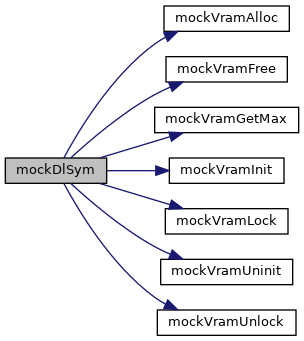 mockVramAlloc
mockVramFree
mockVramGetMax
mockDlSym
mockVramInit
mockVramLock
mockVramUninit
mockVramUnlock